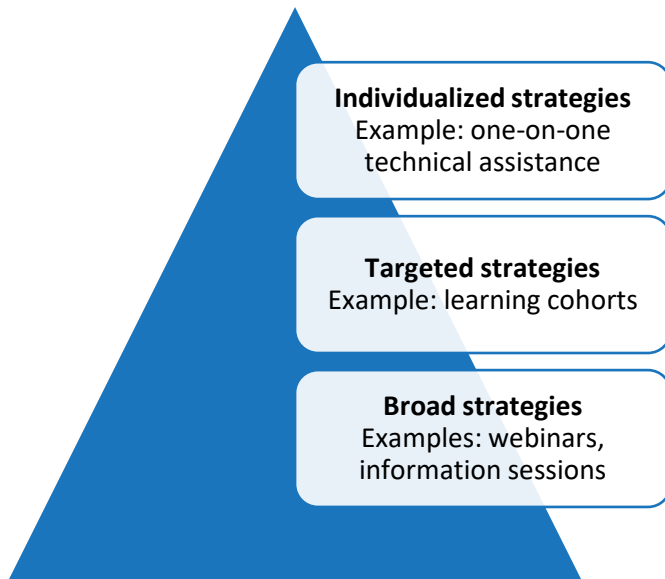 Individualized strategies
Example: one-on-one
technical assistance
Targeted strategies
Example: learning cohorts
Broad strategies
Examples: webinars,
information sessions